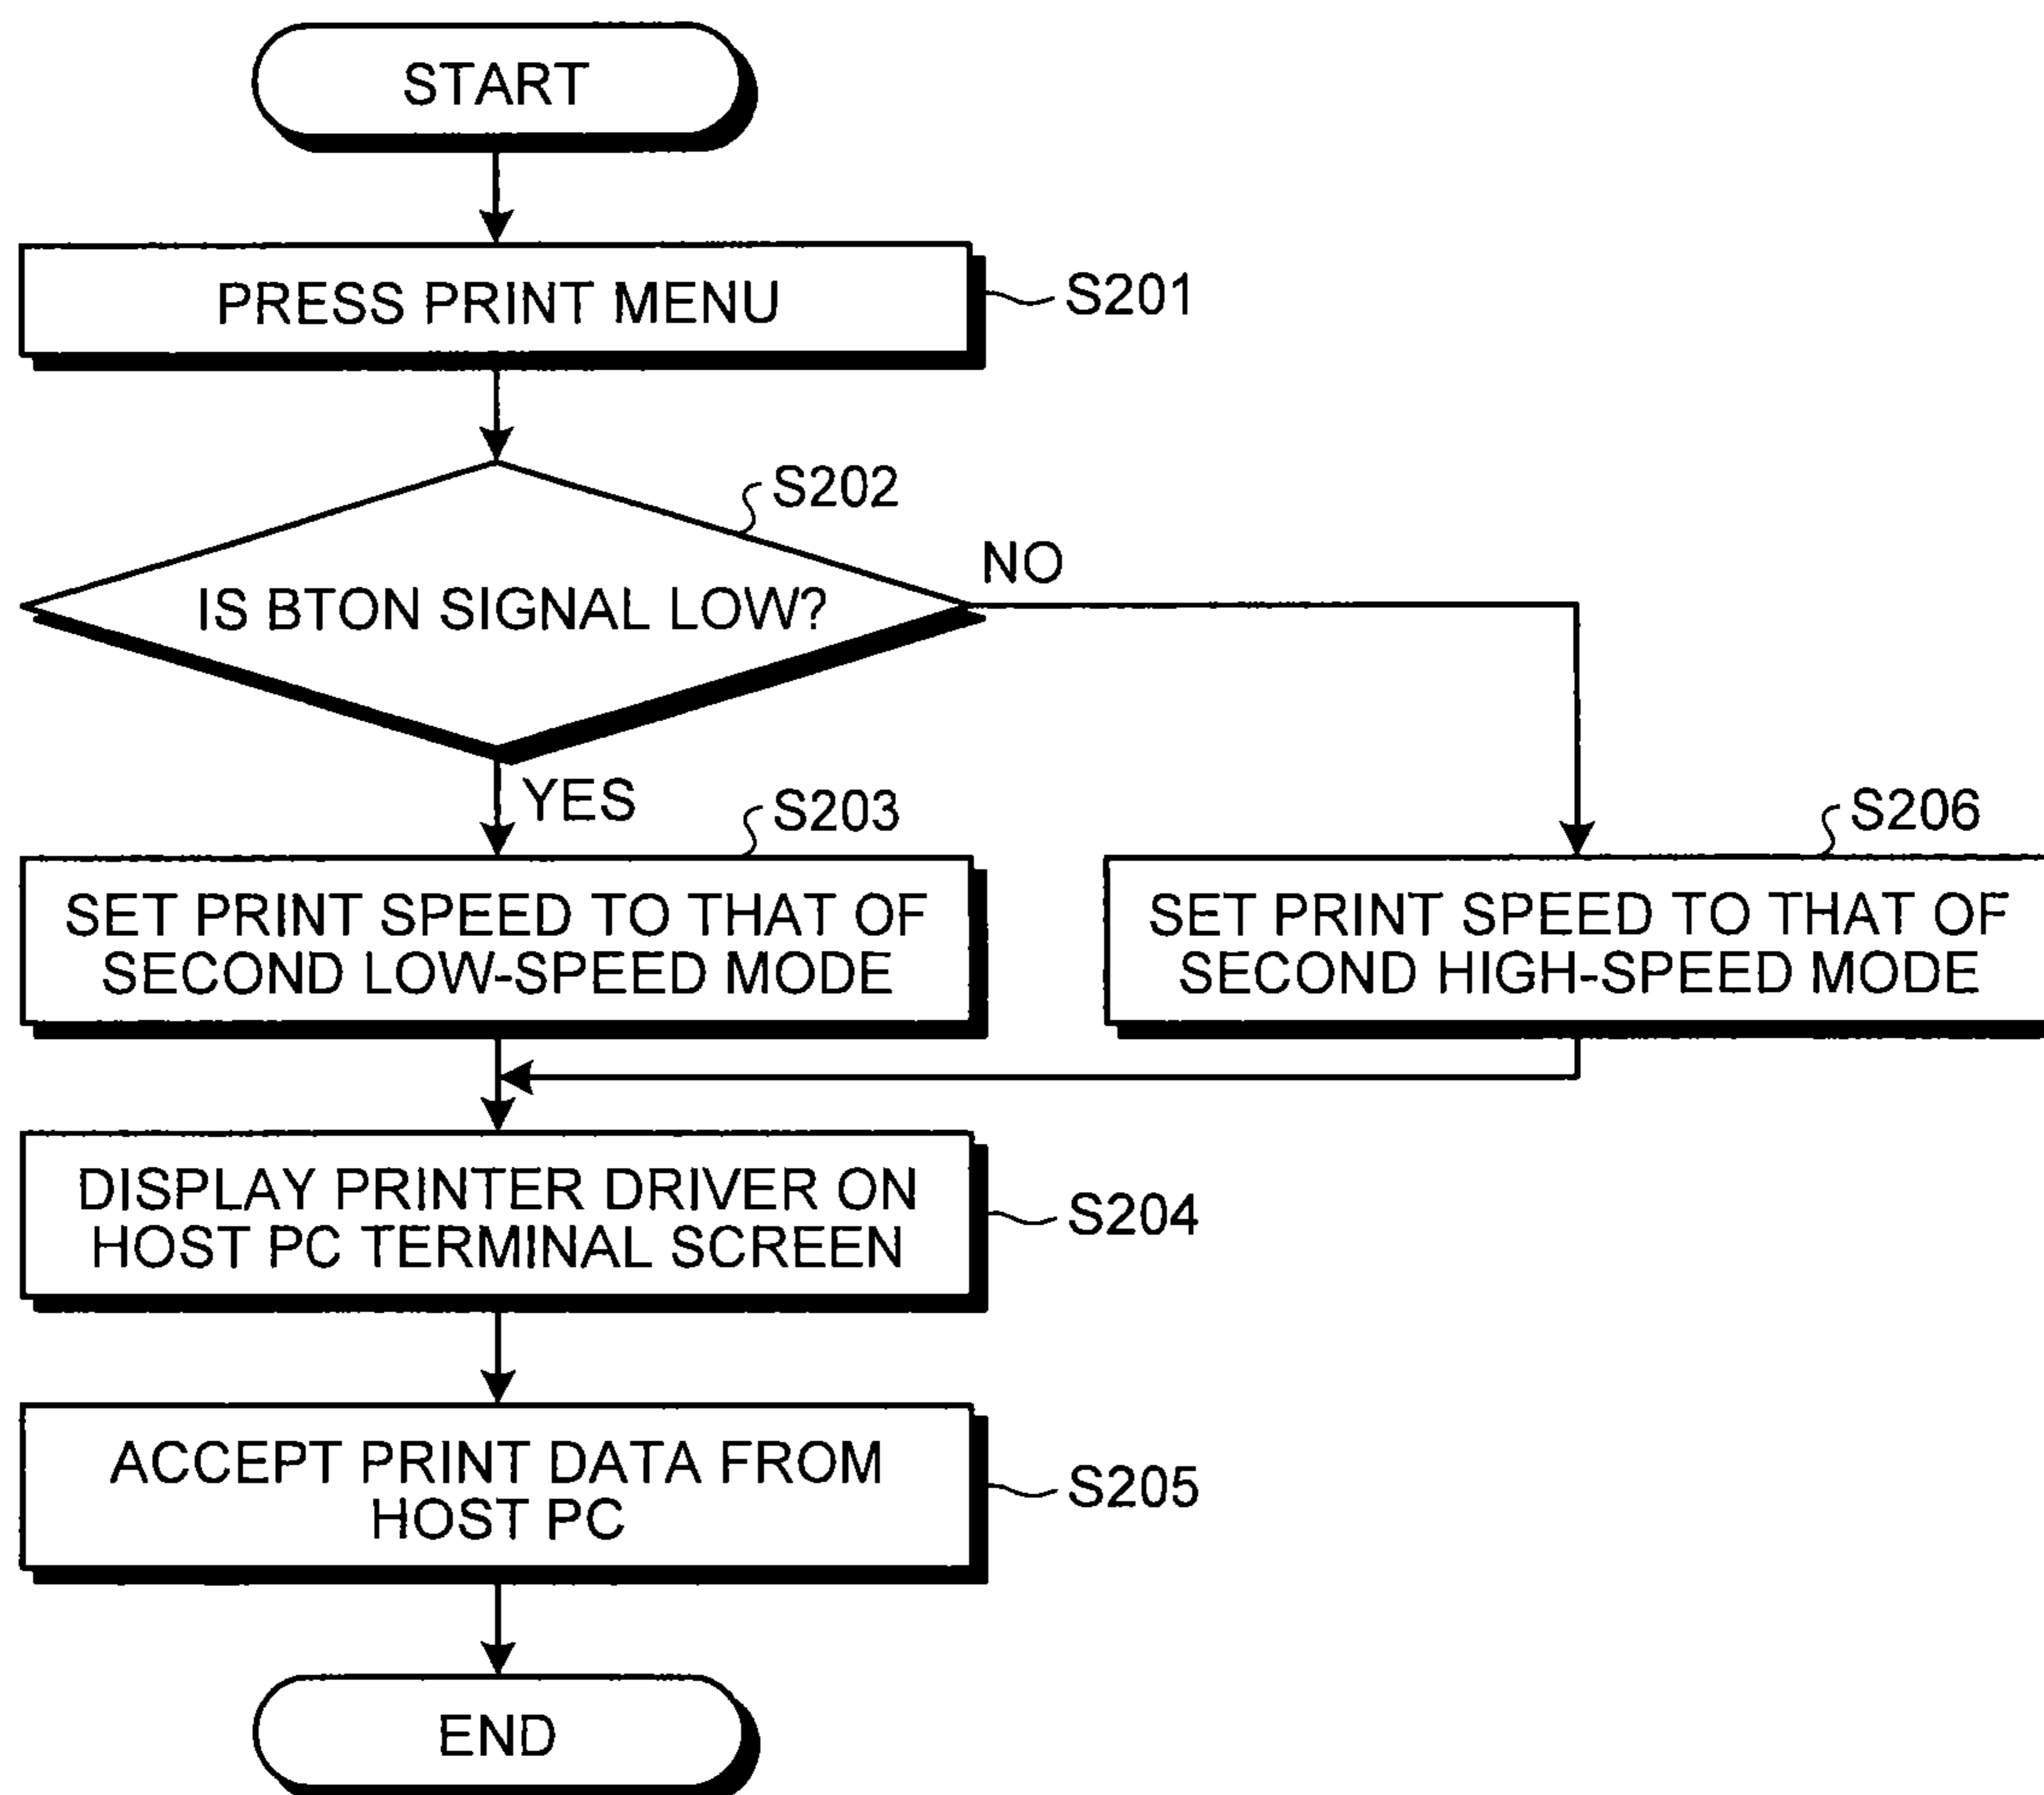 START
PRESS PRINT MENU
S201
S202
IS BTON SIGNAL LOW?
NO
YES
S203
SET PRINT SPEED TO THAT OF
SECOND LOW-SPEED MODE
S206
SET PRINT SPEED TO THAT OF
SECOND HIGH-SPEED MODE
DISPLAY PRINTER DRIVER ON
HOST PC TERMINAL SCREEN
S204
ACCEPT PRINT DATA FROM
HOST PC
S205
END